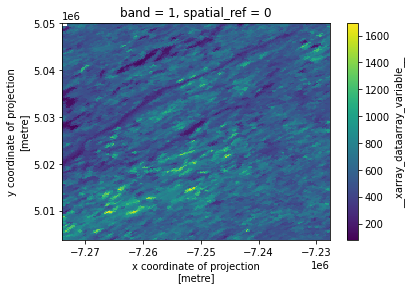 band = 1, spatial_ref = 0
1e6
5.05
5.04
5.03
5.02
5.01
y coordinate of projection
[metre]
−7.27
−7.26
−7.25
−7.24
−7.23
1e6
x coordinate of projection
[metre]
1600
1400
1200
1000
800
600
400
200
__xarray_dataarray_variable__